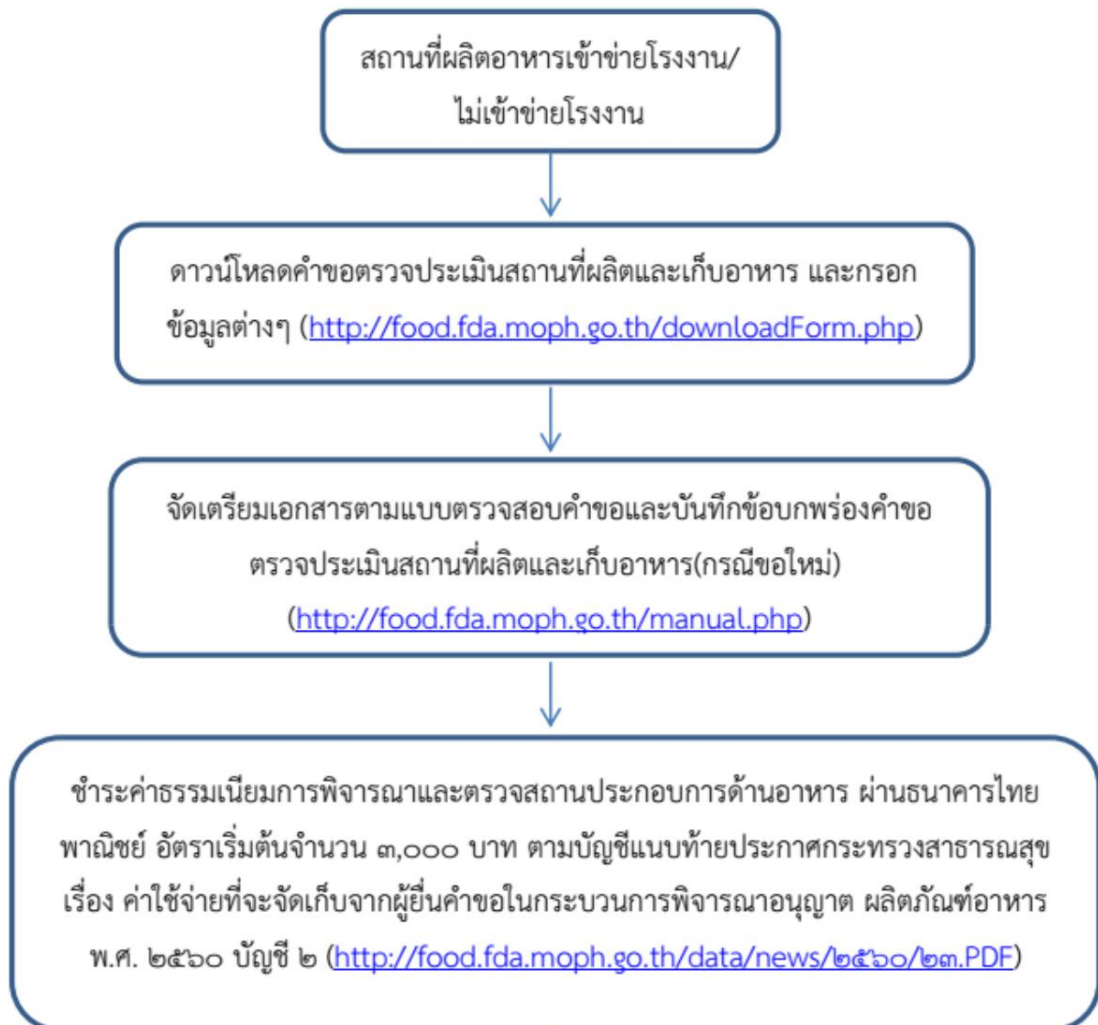 สถานที่ผลิตอาหารเข้าข่ายโรงงาน/
ไม่เข้าข่ายโรงงาน
ดาวน์โหลดคำขอตรวจประเมินสถานที่ผลิตและเก็บอาหาร และกรอก
ข้อมูลต่างๆ (http://food.fda.moph.go.th/downloadForm.php)
จัดเตรียมเอกสารตามแบบตรวจสอบคำขอและบันทึกข้อบกพร่องคำขอ
ตรวจประเมินสถานที่ผลิตและเก็บอาหาร(กรณีขอใหม่)
(http://food.fda.moph.go.th/manual.php)
ชำระค่าธรรมเนียมการพิจารณาและตรวจสถานประกอบการด้านอาหาร ผ่านธนาคารไทย
พาณิชย์ อัตราเริ่มต้นจำนวน ๓,๐๐๐ บาท ตามบัญชีแนบท้ายประกาศกระทรวงสาธารณสุข
เรื่อง ค่าใช้จ่ายที่จะจัดเก็บจากผู้ยื่นคำขอในกระบวนการพิจารณาอนุญาต ผลิตภัณฑ์อาหาร
พ.ศ. ๒๕๖๐ บัญชี ๒ (http://food.fda.moph.go.th/data/news/๒๕๖๐/๒๓.PDF)